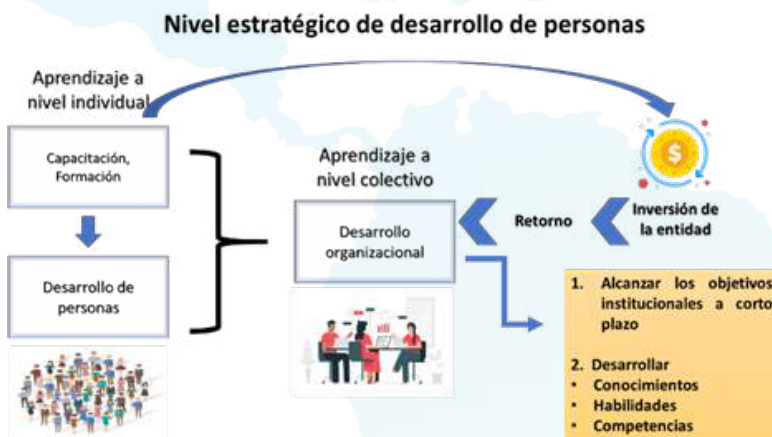 Nivel estratégico de desarrollo de personas
Aprendizaje a
nivel individual
Capacitación,
Formación
Desarrollo de
personas
Aprendizaje a
nivel colectivo
Desarrollo
organizacional
Retorno
$
Inversión de
la entidad
1. Alcanzar los objetivos
institucionales a corto
plazo
2. Desarrollar
• Conocimientos
• Habilidades
• Competencias